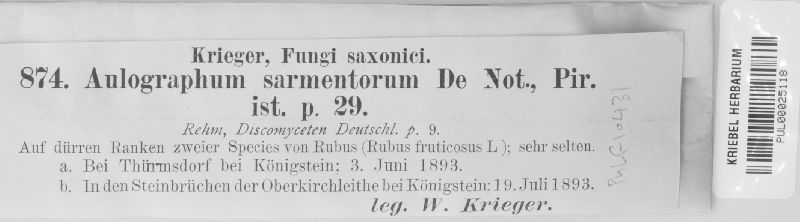 Krieger, Fungi saxonici.
874. Aulographum sarmentorum De Not., Pir.
ist. p. 29.
Rehm, Discomyceten Deutschl. p. 9.
Auf dürren Ranken zweier Species von Rubus (Rubus fruticosus L); sehr selten.
a. Bei Thürmsdorf bei Königstein; 3. Juni 1893.
b. In den Steinbrüchen der Oberkirchleithe bei Königstein; 19. Juli 1893.
leg. W. Krieger.
PulF10431
KRIEBEL HERBARIUM
PUL00025118